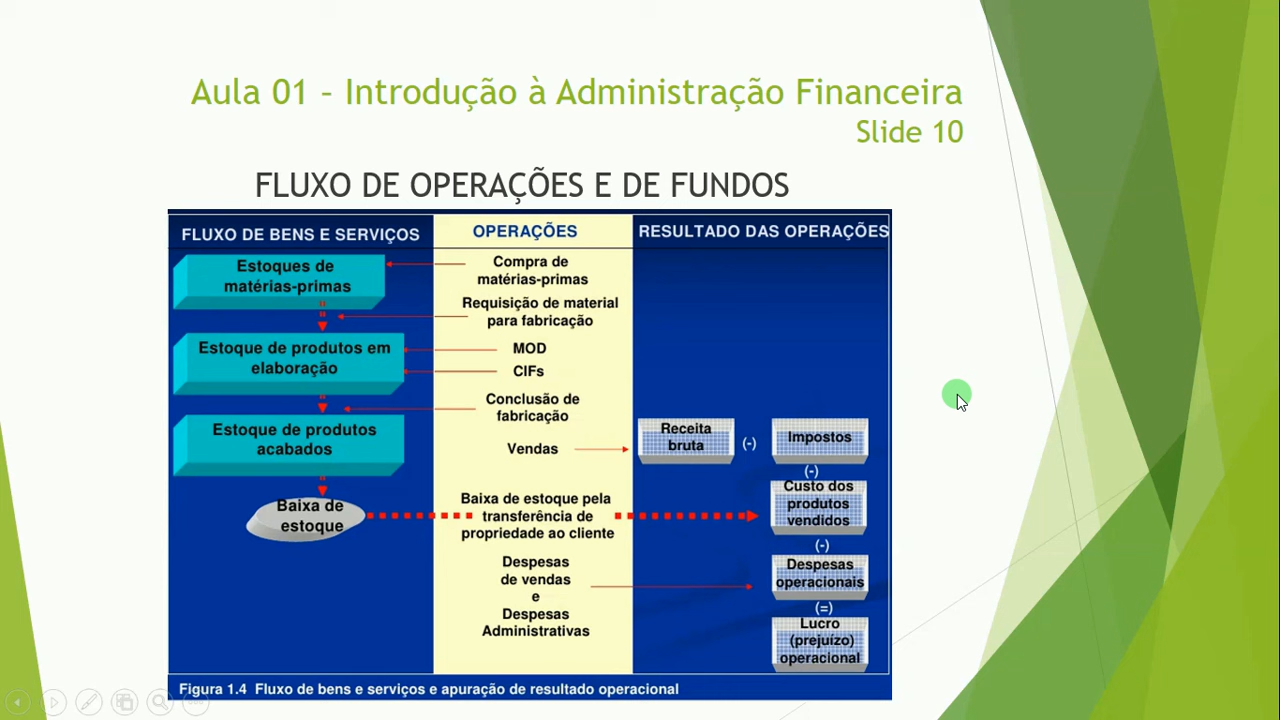 Aula 01 – Introdução à Administração Financeira
Slide 10
FLUXO DE OPERAÇÕES E DE FUNDOS
FLUXO DE BENS E SERVIÇOS
OPERAÇÕES
RESULTADO DAS OPERAÇÕES
Estoques de
matérias-primas
Compra de
matérias-primas
Requisição de material
para fabricação
Estoque de produtos em
elaboração
MOD
CIFs
Conclusão de
fabricação
Estoque de produtos
acabados
Vendas
Receita
bruta
(-)
Impostos
(-)
Baixa de
estoque
Baixa de estoque pela
transferência de
propriedade ao cliente
Custo dos
produtos
vendidos
(-)
Despesas
de vendas
e
Despesas
Administrativas
Despesas
operacionais
(=)
Lucro
(prejuízo)
operacional
Figura 1.4 Fluxo de bens e serviços e apuração de resultado operacional